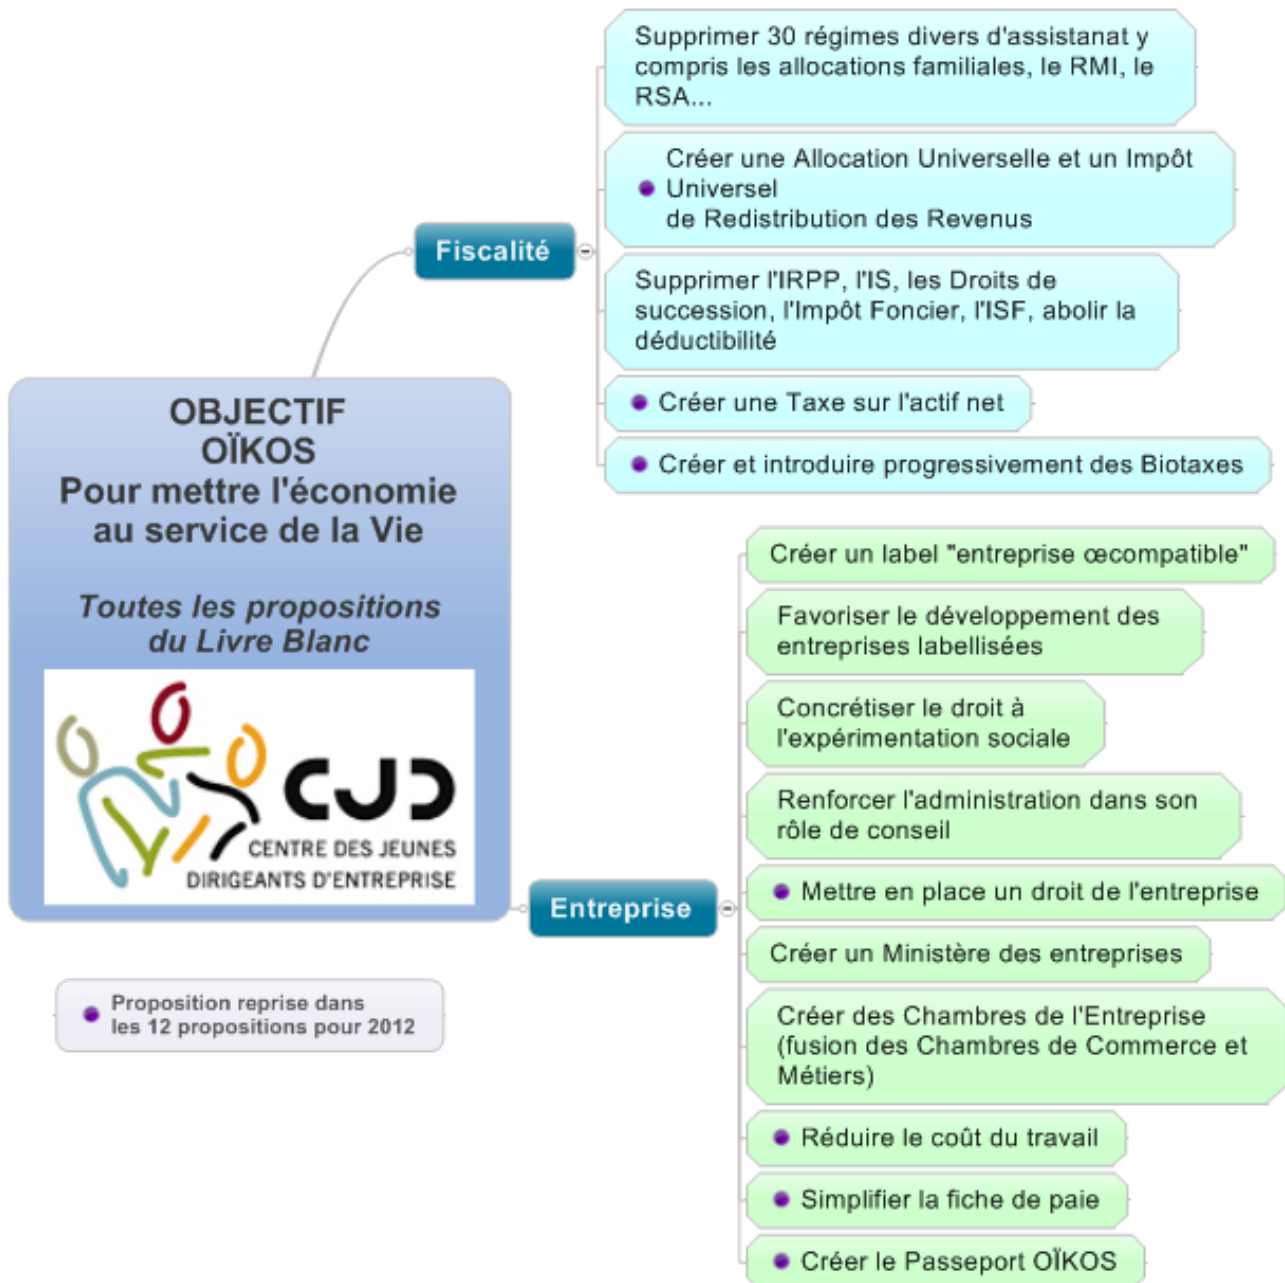 OBJECTIF
OÏKOS
Pour mettre l'économie
au service de la Vie
Toutes les propositions
du Livre Blanc
CJD
CENTRE DES JEUNES
DIRIGEANTS D'ENTREPRISE
Proposition reprise dans
les 12 propositions pour 2012
Fiscalité
Supprimer 30 régimes divers d'assistanat y
compris les allocations familiales, le RMI, le
RSA...
Créer une Allocation Universelle et un Impôt
Universel
de Redistribution des Revenus
Supprimer l'IRPP, l'IS, les Droits de
succession, l'Impôt Foncier, l'ISF, abolir la
déductibilité
Créer une Taxe sur l'actif net
Créer et introduire progressivement des Biotaxes
Entreprise
Créer un label "entreprise œcompatible"
Favoriser le développement des
entreprises labellisées
Concrétiser le droit à
l'expérimentation sociale
Renforcer l'administration dans son
rôle de conseil
Mettre en place un droit de l'entreprise
Créer un Ministère des entreprises
Créer des Chambres de l'Entreprise
(fusion des Chambres de Commerce et
Métiers)
Réduire le coût du travail
Simplifier la fiche de paie
Créer le Passeport OÏKOS